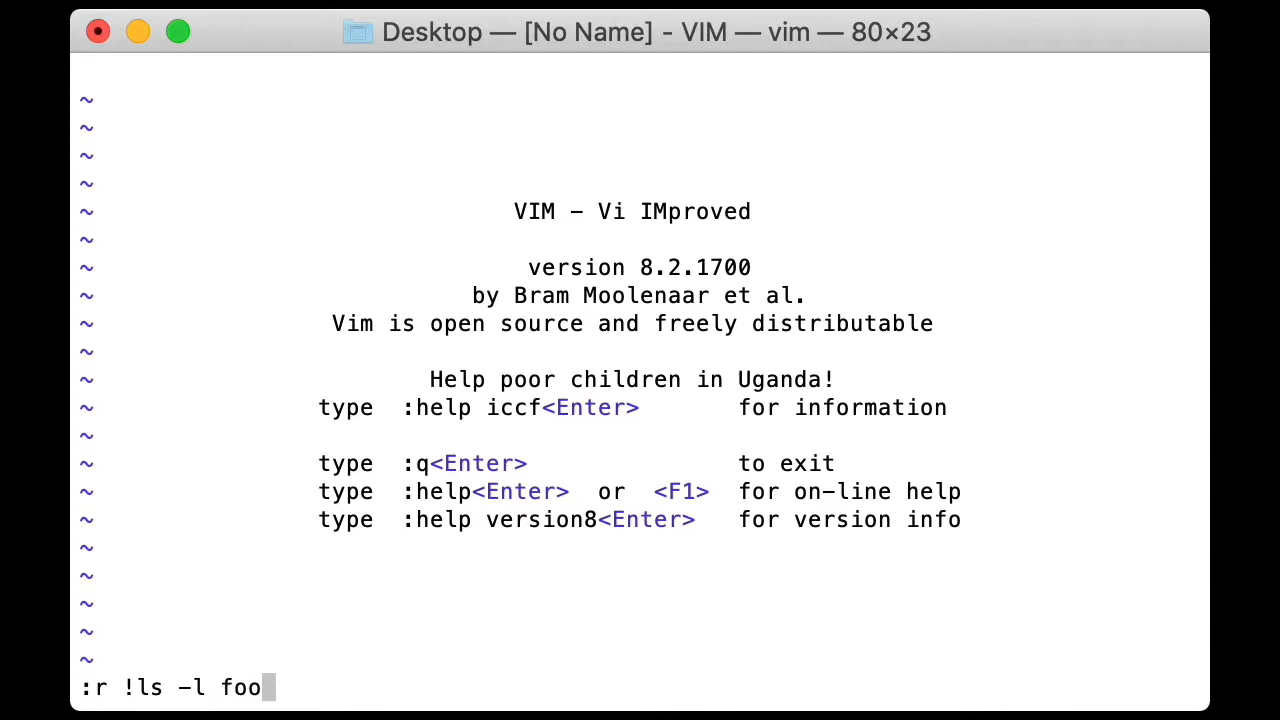 Desktop — [No Name] - VIM — vim — 80×23
~
~
~
~
~ VIM - Vi IMproved
~
~ version 8.2.1700
~ by Bram Moolenaar et al.
~ Vim is open source and freely distributable
~
~ Help poor children in Uganda!
~ type :help iccf<Enter> for information
~
~ type :q<Enter> to exit
~ type :help<Enter> or <F1> for on-line help
~ type :help version8<Enter> for version info
~
~
~
~
~
:r !ls -l foo